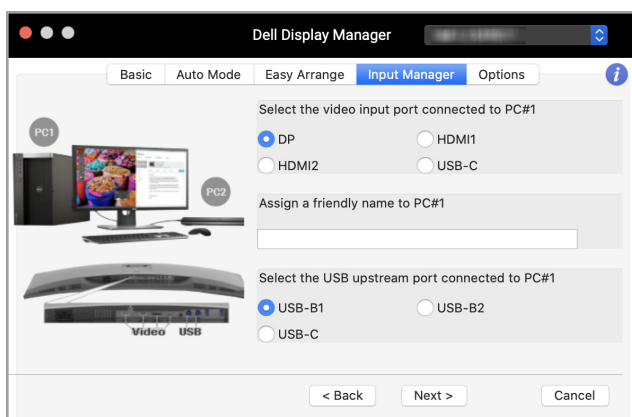 Dell Display Manager
Basic
Auto Mode
Easy Arrange
Input Manager
Options
i
Select the video input port connected to PC#1
DP
HDMI1
HDMI2
USB-C
Assign a friendly name to PC#1
Select the USB upstream port connected to PC#1
USB-B1
USB-B2
USB-C
PC1
PC2
Video USB
< Back
Next >
Cancel